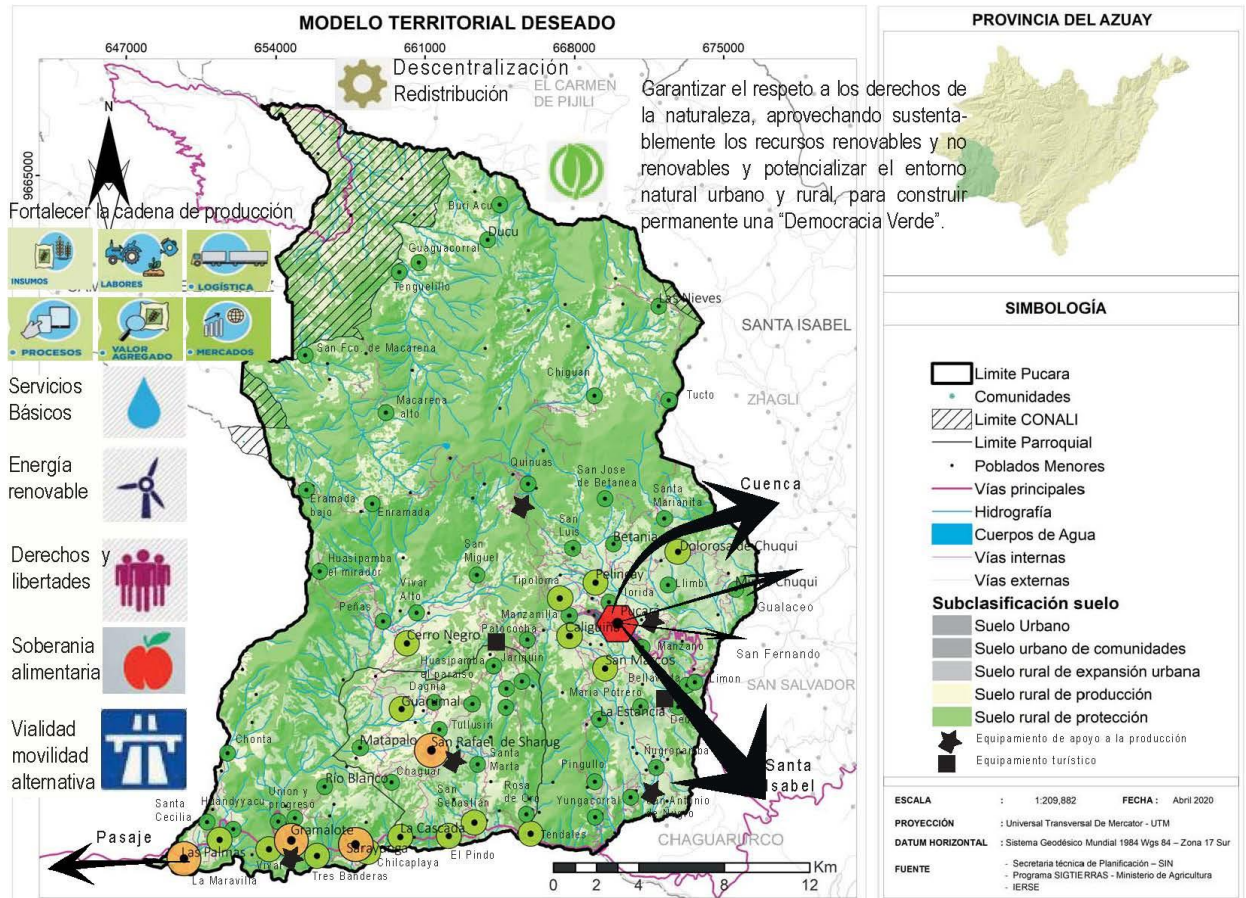 MODELO TERRITORIAL DESEADO
647000
654000
661000
668000
675000
9665000
N
Descentralización
Redistribución
EL CARMEN
DE PIJILI
Garantizar el respeto a los derechos de
la naturaleza, aprovechando sustenta-
blemente los recursos renovables y no
renovables y potencializar el entorno
natural urbano y rural, para construir
permanente una “Democracia Verde”.
Fortalecer la cadena de producción
INSUMOS
LABORES
LOGÍSTICA
PROCESOS
VALOR
AGREGADO
MERCADOS
Servicios
Básicos
Energía
renovable
Derechos y
libertades
Soberania
alimentaria
Vialidad
movilidad
alternativa
Buri Acu
Ducu
Guaguacorral
Tenguelillo
Las Nieves
SANTA ISABEL
San Fco. de Macarena
Chiguan
Tucto
ZHAGLI
Macarena
alto
Quinuas
San Jose
de Betanea
Cuenca
Eramada
bajo
Enramada
Santa
Marianita
San
Luis
Betania
Dolorosa de Chuqui
Huasipamba
el mirador
San
Miguel
Tipoloma
Pelincay
Llimbi
Gualaceo
Vivar
Alto
Peñas
Manzanilla
Pucara
Cerro Negro
Patococha
Caliguiña
Manzano
San Fernando
Jariquin
Huasipamba
el paraiso
San Marcos
Limon
SAN SALVADOR
Dagnia
Guarumal
Maria Potrero
La Estancia
Tullusiri
Matapalo
San Rafael de Sharug
Chonta
Santa
Marta
Nugropamba
Santa
Isabel
Chaguar
Rio Blanco
Pingullo
Santa
Cecilia
Huandyyacu
Union y
progreso
San
Sebastian
Rosa
de Oro
Yungacorral
San Antonio
Pasaje
Gramalote
La Cascada
Tendales
CHAGUARURCO
Las Palmas
Vivar
Sarayunga
Chilcaplaya
El Pindo
La Maravilla
Tres Banderas
Km
0
2
4
8
12
PROVINCIA DEL AZUAY
SIMBOLOGÍA
Limite Pucara
Comunidades
Limite CONALI
Limite Parroquial
Poblados Menores
Vías principales
Hidrografía
Cuerpos de Agua
Vías internas
Vías externas
Subclasificación suelo
Suelo Urbano
Suelo urbano de comunidades
Suelo rural de expansión urbana
Suelo rural de producción
Suelo rural de protección
Equipamiento de apoyo a la producción
Equipamiento turístico
ESCALA : 1:209,882 FECHA : Abril 2020
PROYECCIÓN : Universal Transversal De Mercator - UTM
DATUM HORIZONTAL : Sistema Geodésico Mundial 1984 Wgs 84 – Zona 17 Sur
FUENTE - Secretaria técnica de Planificación – SIN
- Programa SIGTIERRAS - Ministerio de Agricultura
- IERSE